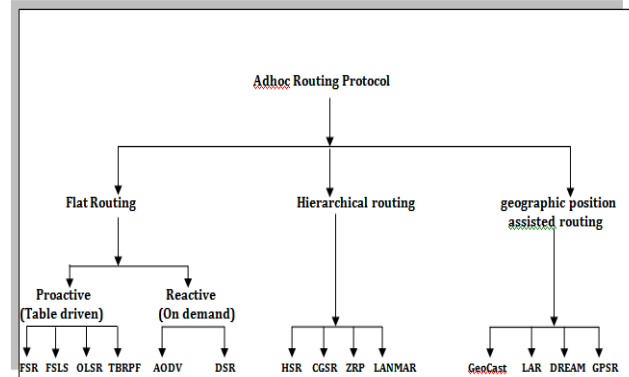 Adhoc Routing Protocol
Flat Routing
Hierarchical routing
geographic position
assisted routing
Proactive
(Table driven)
Reactive
(On demand)
FSR FSLS OLSR TBRPF AODV DSR HSR CGSR ZRP LANMAR GeoCast LAR DREAM GPSR